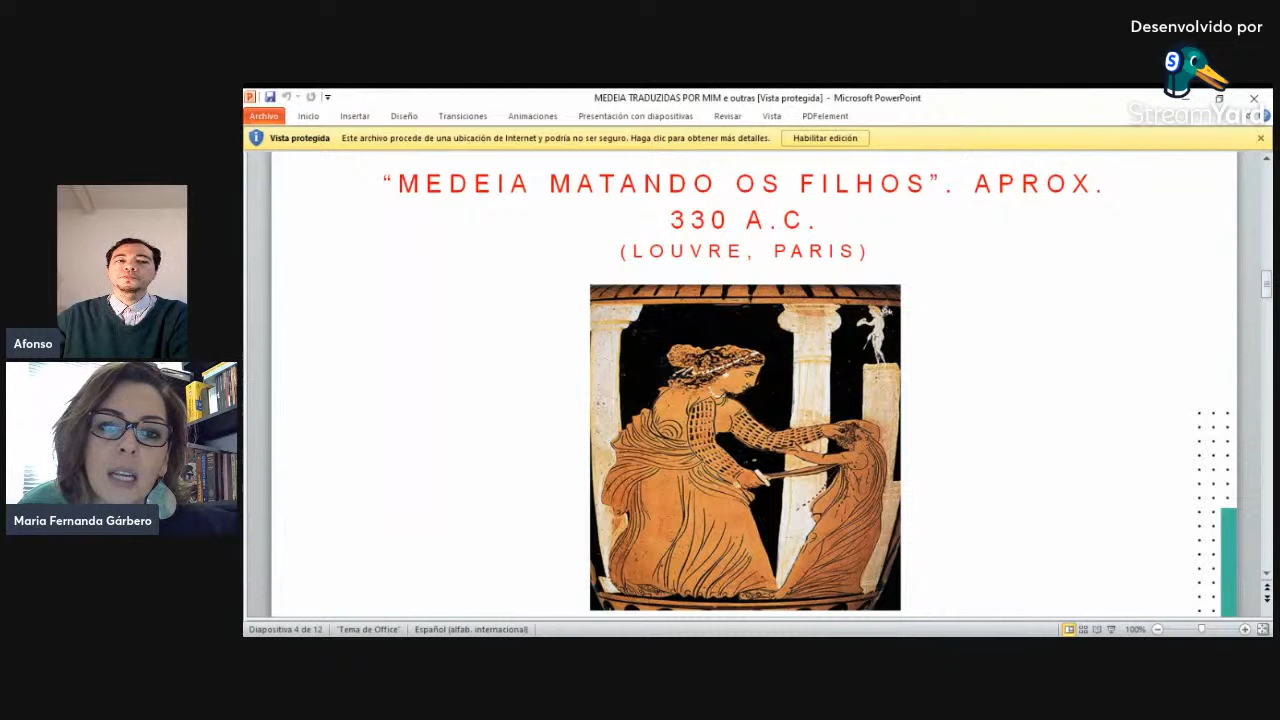 Desenvolvido por
StreamYard
MEDEIA TRADUZIDAS POR MIM e outras [Vista protegida] - Microsoft PowerPoint
Archivo Inicio Insertar Diseño Transiciones Animaciones Presentación con diapositivas Revisar Vista PDFelement
Vista protegida Este archivo procede de una ubicación de Internet y podría no ser seguro. Haga clic para obtener más detalles. Habilitar edición
“MEDEIA MATANDO OS FILHOS”. APROX.
330 A.C.
(LOUVRE, PARIS)
Afonso
Maria Fernanda Gárbero
Diapositiva 4 de 12 "Tema de Office" Español (alfab. internacional) 100%